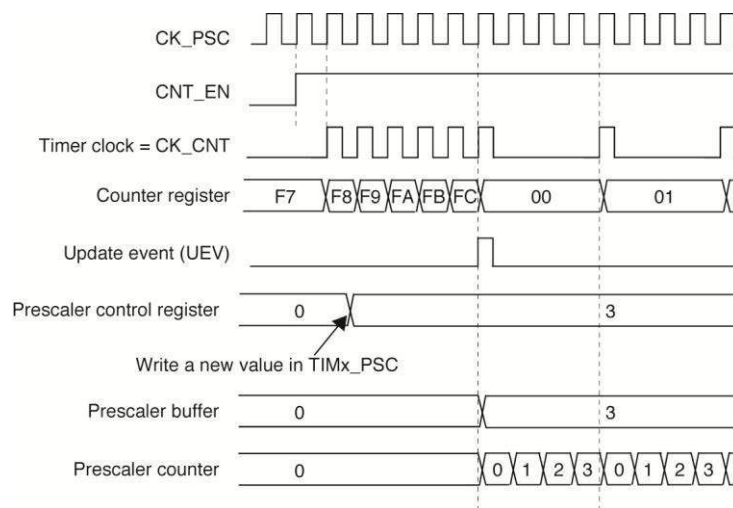 CK_PSC
CNT_EN
Timer clock = CK_CNT
Counter register F7 F8 F9 FA FB FC 00 01
Update event (UEV)
Prescaler control register 0 3
Write a new value in TIMx_PSC
Prescaler buffer 0 3
Prescaler counter 0 0 1 2 3 0 1 2 3